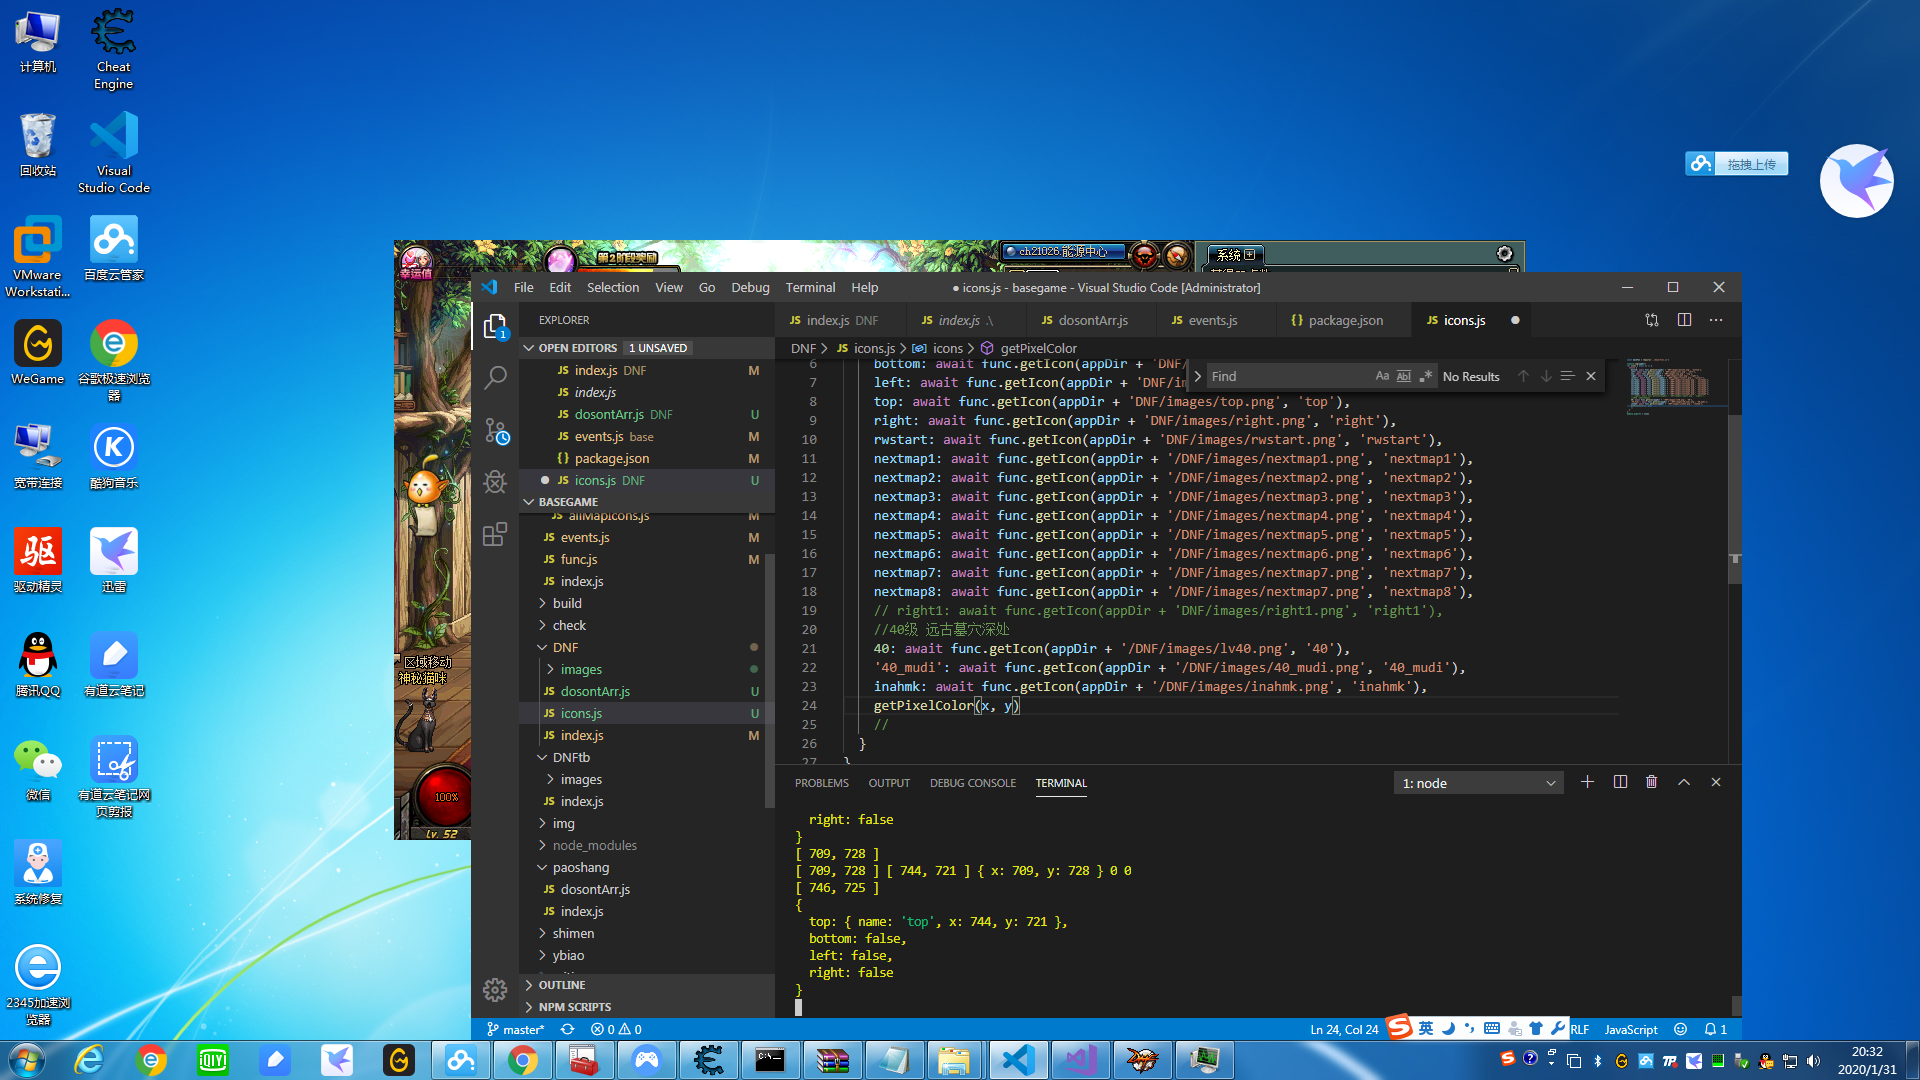 计算机
Cheat
Engine
回收站
Visual
Studio Code
VMware
Workstati...
百度云管家
WeGame
谷歌极速浏览
器
宽带连接
酷狗音乐
驱动精灵
迅雷
腾讯QQ
有道云笔记
微信
有道云笔记网
页剪报
系统修复
2345加速浏
览器
拖拽上传
幸运值
第2阶段奖励
ch21026.能源中心
系统
区域移动
神秘猫咪
100%
Lv. 52
File Edit Selection View Go Debug Terminal Help
● icons.js - basegame - Visual Studio Code [Administrator]
EXPLORER
OPEN EDITORS 1 UNSAVED
JS index.js DNF M
JS index.js
JS dosontArr.js DNF U
JS events.js base M
{} package.json M
● JS icons.js DNF U
BASEGAME
JS allMapIcons.js M
JS events.js M
JS func.js M
JS index.js
build
check
DNF
images
JS dosontArr.js U
JS icons.js U
JS index.js M
DNFtb
images
JS index.js
img
node_modules
paoshang
JS dosontArr.js
JS index.js
shimen
ybiao
OUTLINE
NPM SCRIPTS
JS index.js DNF
JS index.js .\
JS dosontArr.js
JS events.js
{} package.json
JS icons.js ●
DNF > JS icons.js > icons > getPixelColor
Find Aa Abl .* No Results
6 bottom: await func.getIcon(appDir + 'DNF/
7 left: await func.getIcon(appDir + 'DNF/i
8 top: await func.getIcon(appDir + 'DNF/images/top.png', 'top'),
9 right: await func.getIcon(appDir + 'DNF/images/right.png', 'right'),
10 rwstart: await func.getIcon(appDir + 'DNF/images/rwstart.png', 'rwstart'),
11 nextmap1: await func.getIcon(appDir + '/DNF/images/nextmap1.png', 'nextmap1'),
12 nextmap2: await func.getIcon(appDir + '/DNF/images/nextmap2.png', 'nextmap2'),
13 nextmap3: await func.getIcon(appDir + '/DNF/images/nextmap3.png', 'nextmap3'),
14 nextmap4: await func.getIcon(appDir + '/DNF/images/nextmap4.png', 'nextmap4'),
15 nextmap5: await func.getIcon(appDir + '/DNF/images/nextmap5.png', 'nextmap5'),
16 nextmap6: await func.getIcon(appDir + '/DNF/images/nextmap6.png', 'nextmap6'),
17 nextmap7: await func.getIcon(appDir + '/DNF/images/nextmap7.png', 'nextmap7'),
18 nextmap8: await func.getIcon(appDir + '/DNF/images/nextmap7.png', 'nextmap8'),
19 // right1: await func.getIcon(appDir + 'DNF/images/right1.png', 'right1'),
20 //40级 远古墓穴深处
21 40: await func.getIcon(appDir + '/DNF/images/lv40.png', '40'),
22 '40_mudi': await func.getIcon(appDir + '/DNF/images/40_mudi.png', '40_mudi'),
23 inahmk: await func.getIcon(appDir + '/DNF/images/inahmk.png', 'inahmk'),
24 getPixelColor(x, y)
25 //
26 }
27 }
PROBLEMS OUTPUT DEBUG CONSOLE TERMINAL
1: node
right: false
}
[ 709, 728 ]
[ 709, 728 ] [ 744, 721 ] { x: 709, y: 728 } 0 0
[ 746, 725 ]
{
top: { name: 'top', x: 744, y: 721 },
bottom: false,
left: false,
right: false
}
master* 0 0
Ln 24, Col 24
英
RLF JavaScript 1
20:32
2020/1/31